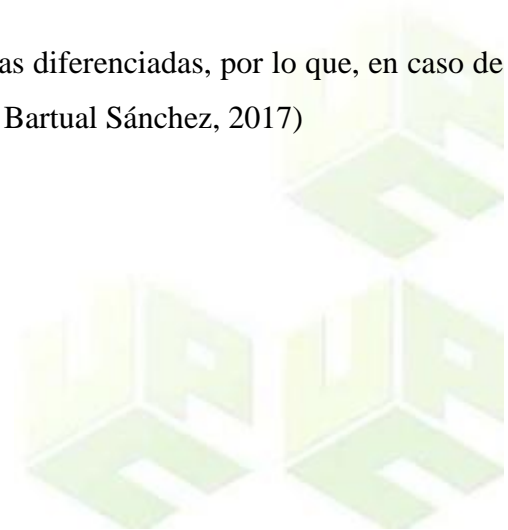 as diferenciadas, por lo que, en caso de
Bartual Sánchez, 2017)